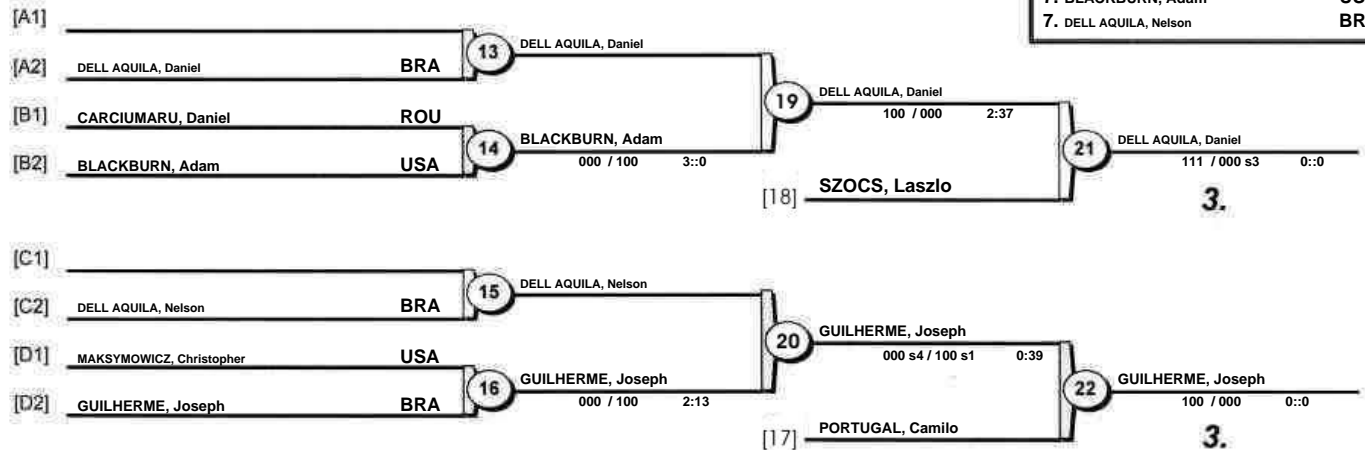 7. DELL AQUILA, Nelson BR
[A1]
[A2] DELL AQUILA, Daniel BRA
13 DELL AQUILA, Daniel
[B1] CARCIUMARU, Daniel ROU
[B2] BLACKBURN, Adam USA
14 BLACKBURN, Adam
000 / 100 3::0
19 DELL AQUILA, Daniel
100 / 000 2:37
[18] SZOCS, Laszlo
21 DELL AQUILA, Daniel
111 / 000 s3 0::0
3.
[C1]
[C2] DELL AQUILA, Nelson BRA
15 DELL AQUILA, Nelson
[D1] MAKSYMOWICZ, Christopher USA
[D2] GUILHERME, Joseph BRA
16 GUILHERME, Joseph
000 / 100 2:13
20 GUILHERME, Joseph
000 s4 / 100 s1 0:39
[17] PORTUGAL, Camilo
22 GUILHERME, Joseph
100 / 000 0::0
3.